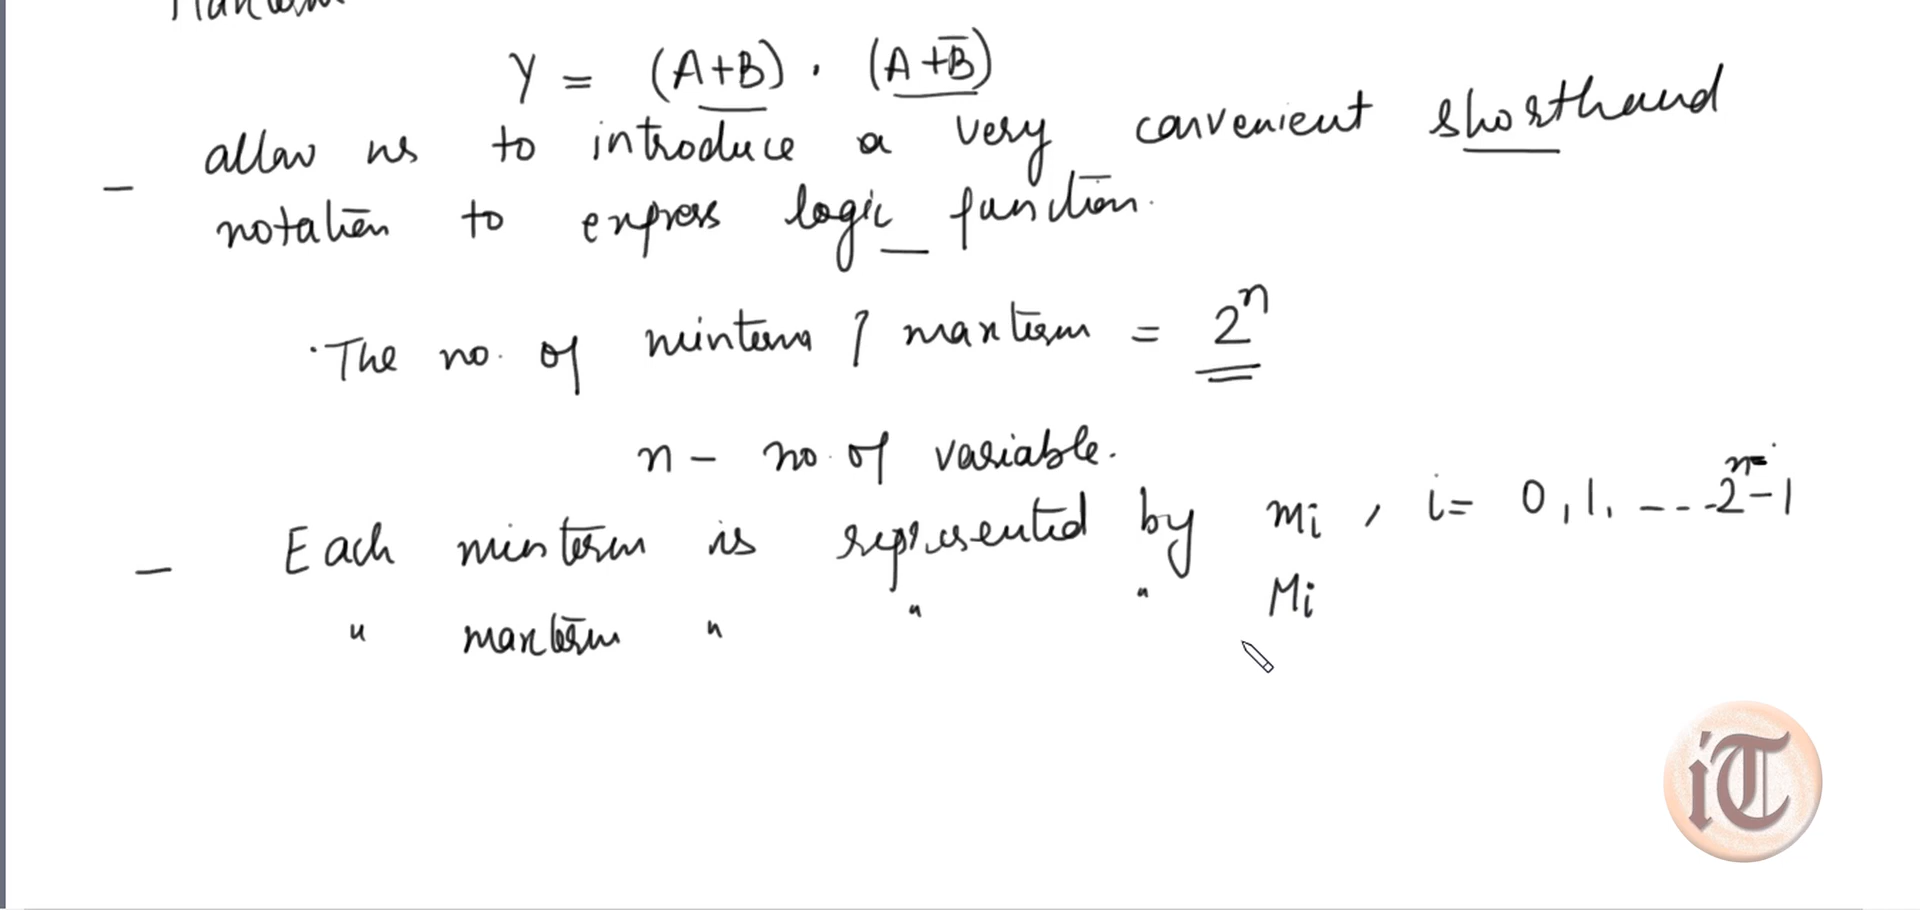 Maxterm
Y = (A+B) · (A+B̅)
- allow us to introduce a very convenient shorthand
notation to express logic function.
· The no. of minterm / maxterm = 2ⁿ
n - no. of variable.
- Each minterm is represented by mi , i= 0,1, ---2ⁿ-1
" maxterm " " " Mi
iT